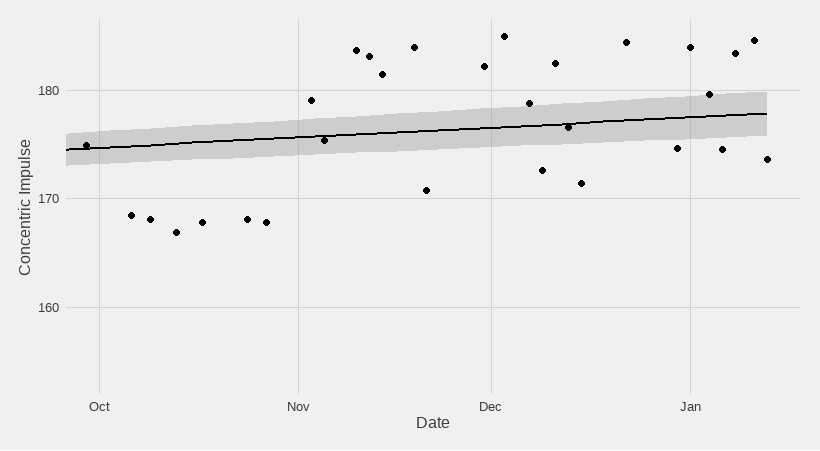 Concentric Impulse
180
170
160
Oct Nov Dec Jan
Date